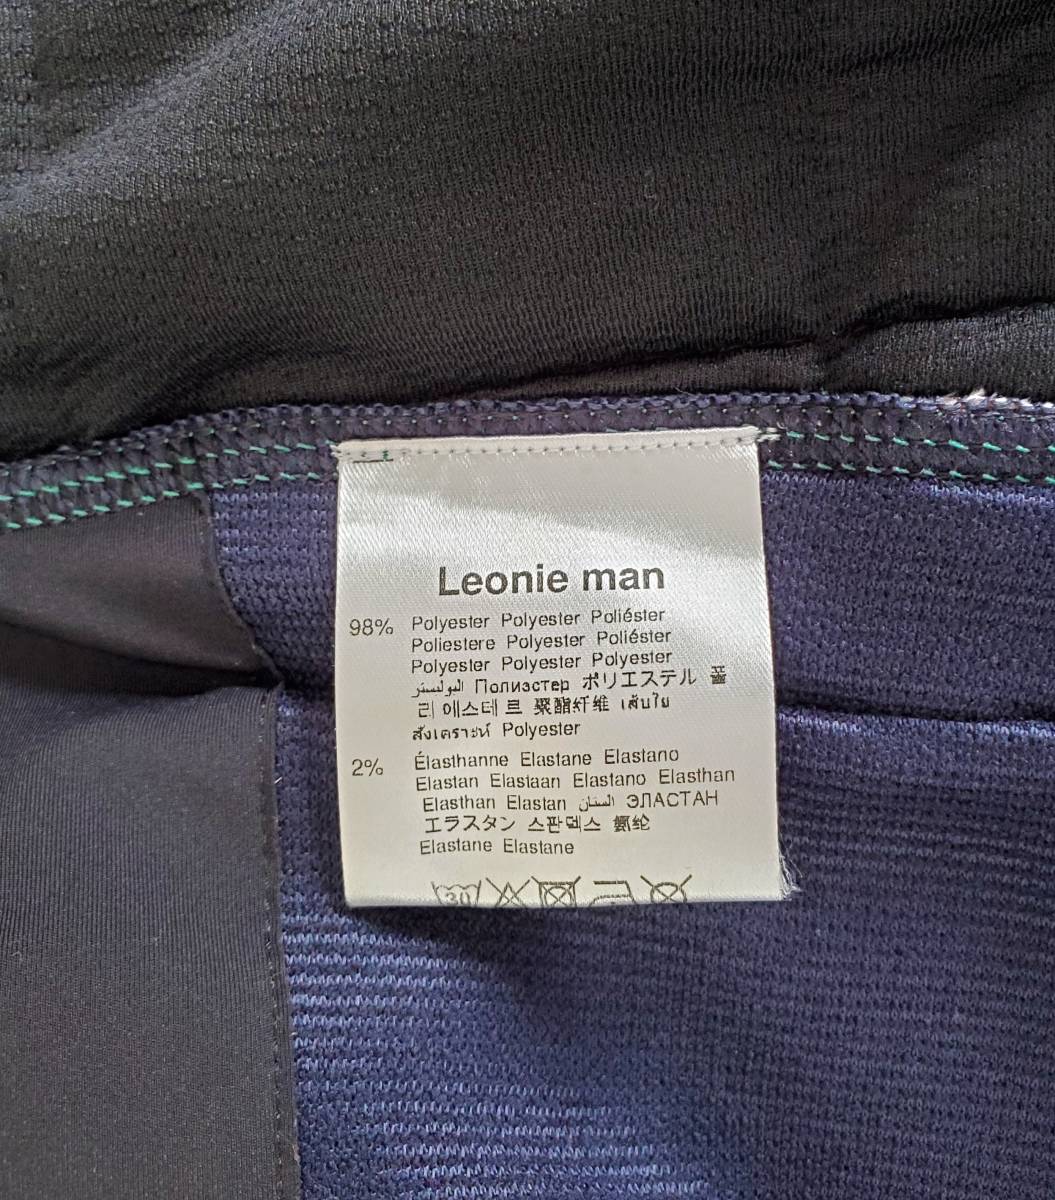 Leonie man
98% Polyester Polyester Poliéster
Poliestere Polyester Poliéster
Polyester Polyester Polyester
البوليستر Полиэстер ポリエステル 폴
리 에스테 르 聚酯纤维 เส้นใย
สังเคราะห์ Polyester
2% Élasthanne Elastane Elastano
Elastan Elastaan Elastano Elasthan
Elasthan Elastan الستان ЭЛАСТАН
エラスタン 스판덱스 氨纶
Elastane Elastane
30